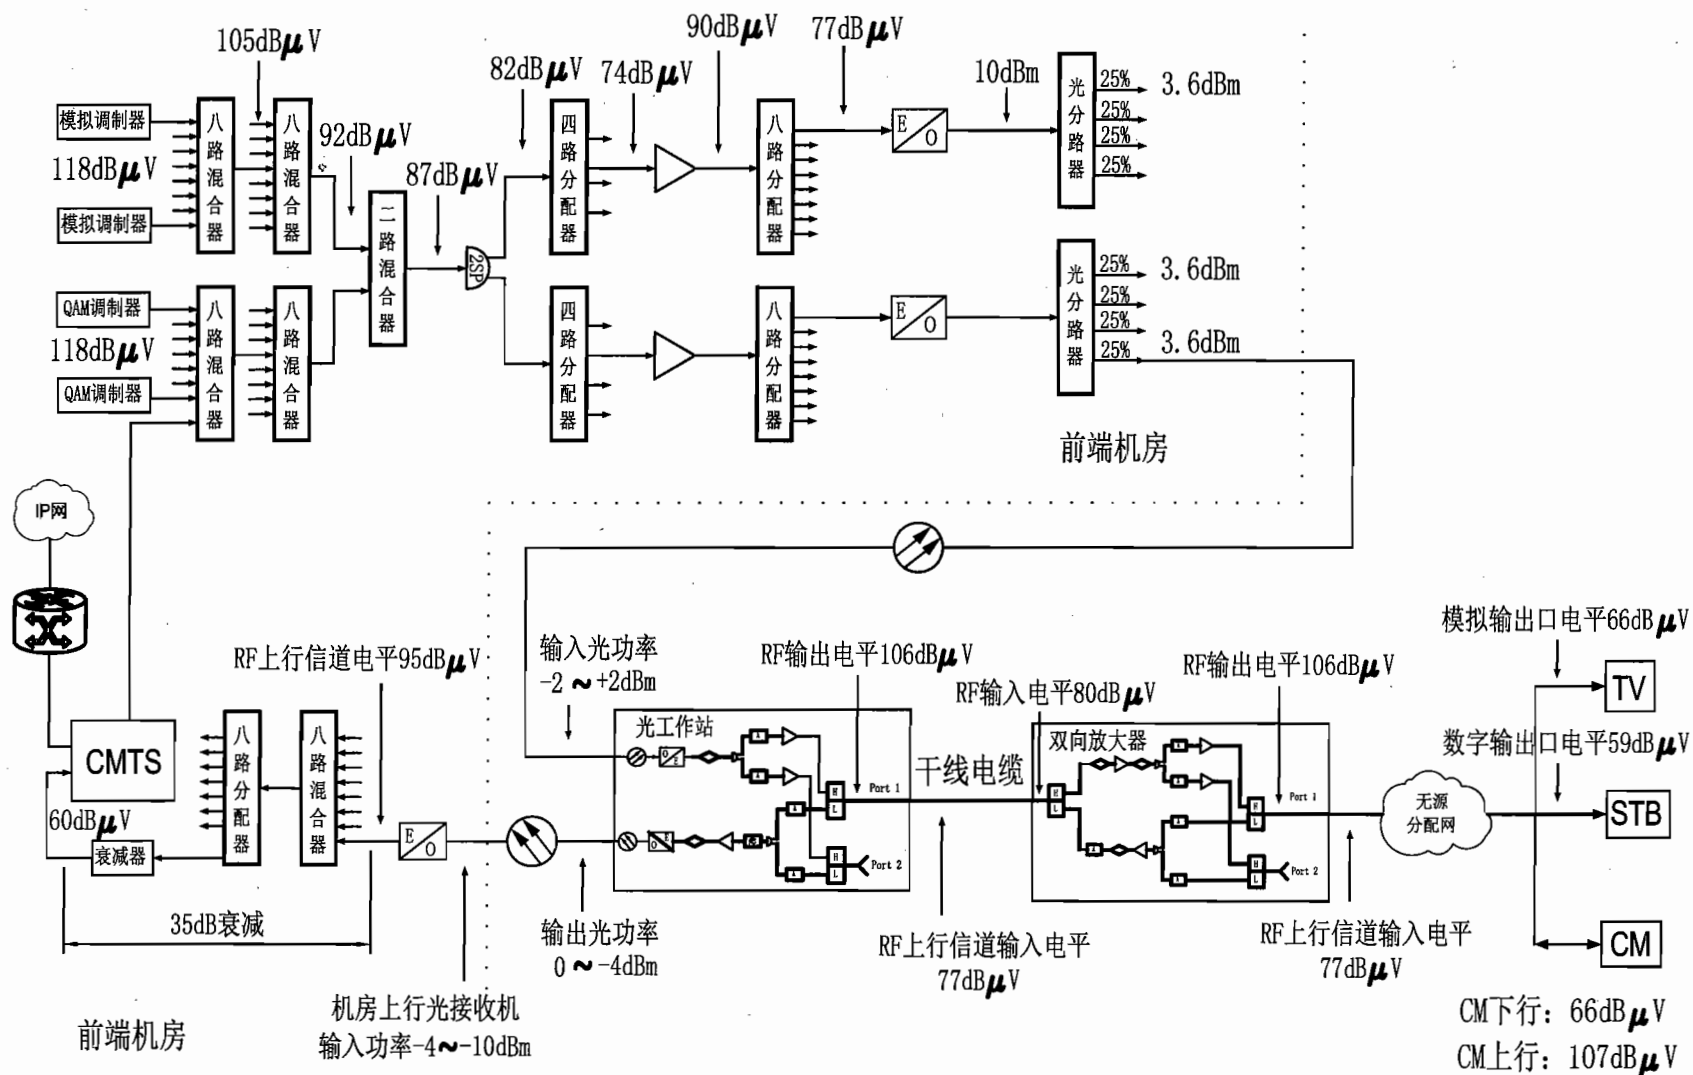 105dBμV
90dBμV
77dBμV
82dBμV
74dBμV
10dBm
模拟调制器
118dBμV
模拟调制器
八路混合器
八路混合器
92dBμV
87dBμV
二路混合器
2SP
四路分配器
八路分配器
E/O
光分路器
25%
25%
25%
25%
3.6dBm
QAM调制器
118dBμV
QAM调制器
八路混合器
八路混合器
四路分配器
八路分配器
E/O
光分路器
25%
25%
25%
25%
3.6dBm
3.6dBm
前端机房
IP网
RF上行信道电平95dBμV
CMTS
60dBμV
衰减器
八路分配器
八路混合器
E/O
35dB衰减
前端机房
机房上行光接收机
输入功率-4~-10dBm
输入光功率
-2 ~ +2dBm
输出光功率
0 ~ -4dBm
RF输出电平106dBμV
光工作站
H
L
Port 1
H
L
Port 2
干线电缆
RF上行信道输入电平
77dBμV
RF输入电平80dBμV
双向放大器
H
L
RF输出电平106dBμV
H
L
Port 1
H
L
Port 2
RF上行信道输入电平
77dBμV
无源
分配网
模拟输出口电平66dBμV
TV
数字输出口电平59dBμV
STB
CM
CM下行：66dBμV
CM上行：107dBμV